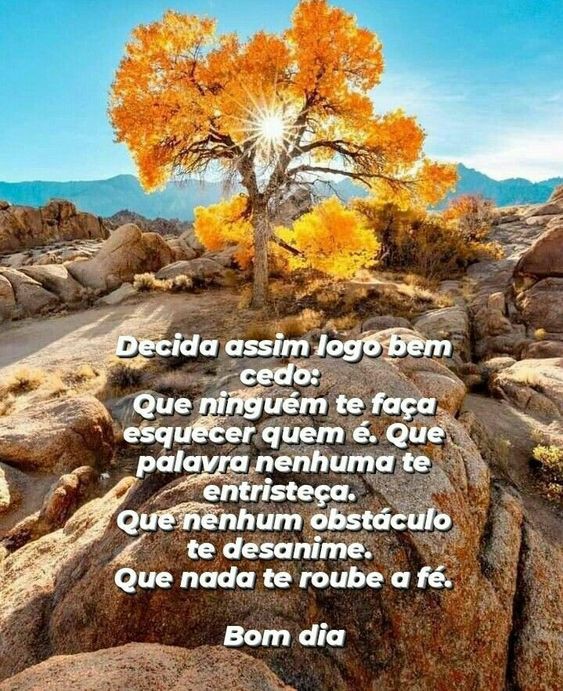 Decida assim logo bem
cedo:
Que ninguém te faça
esquecer quem é. Que
palavra nenhuma te
entristeça.
Que nenhum obstáculo
te desanime.
Que nada te roube a fé.
Bom dia